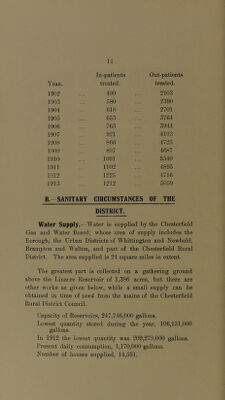 14
In-patients Out-patients
Year. treated. treated.
1902 ... 499 ... 2103
1903 ... 580 ... 2390
1904 ... 618 ... 2701
1905 ... 653 ... 3764
1906 ... 763 ... 3944
1907 ... 921 ... 4193
1908 ... 866 ... 4725
1909 ... 897 ... 4687
1910 ... 1091 ... 5540
1911 ... 1102 ... 4895
1912 ... 1225 ... 4716
1913 ... 1212 ... 5059
B.—SANITARY CIRCUMSTANCES OF THE
DISTRICT.
Water Supply.—Water is supplied by the Chesterfield
Gas and Water Board, whose area of supply includes the
Borough, the Urban Districts of Whittington and Newbold,
Brampton and Walton, and part of the Chesterfield Rural
District. The area supplied is 24 square miles in extent.
The greatest part is collected on a gathering ground
above the Linacre Reservoir of 1,386 acres, but there are
other works as given below, while a small supply can be
obtained in time of need from the mains of the Chesterfield
Rural District Council.
Capacity of Reservoirs, 247,746,000 gallons.
Lowest quantity stored during the year, 106,131,000
gallons.
In 1912 the lowest quantity was 209,273,000 gallons.
Present daily consumption, 1,170,000 gallons.
Number of houses supplied, 14,591.